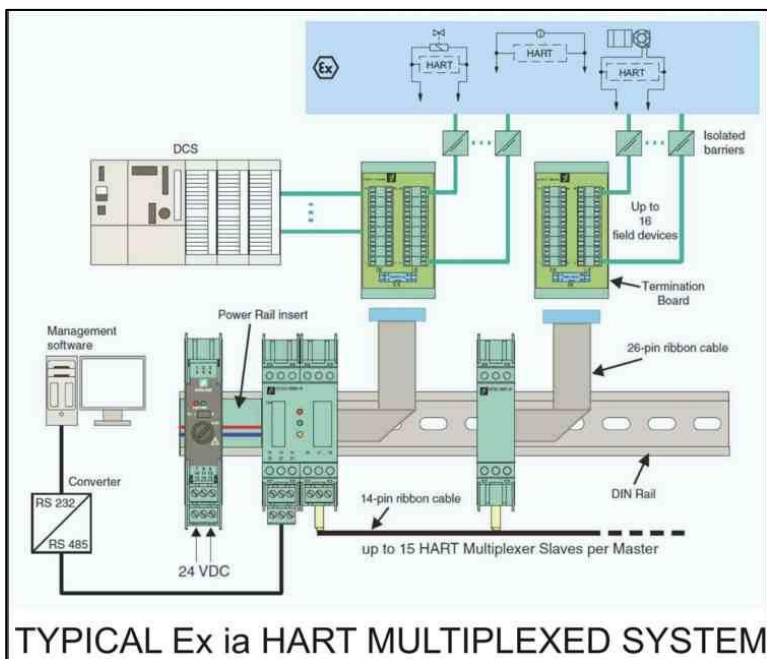 Ex
HART
HART
HART
DCS
Isolated
barriers
Up to
16
field devices
Termination
Board
Power Rail insert
Management
software
26-pin ribbon cable
Converter
RS 232
RS 485
DIN Rail
14-pin ribbon cable
24 VDC
up to 15 HART Multiplexer Slaves per Master
TYPICAL Ex ia HART MULTIPLEXED SYSTEM